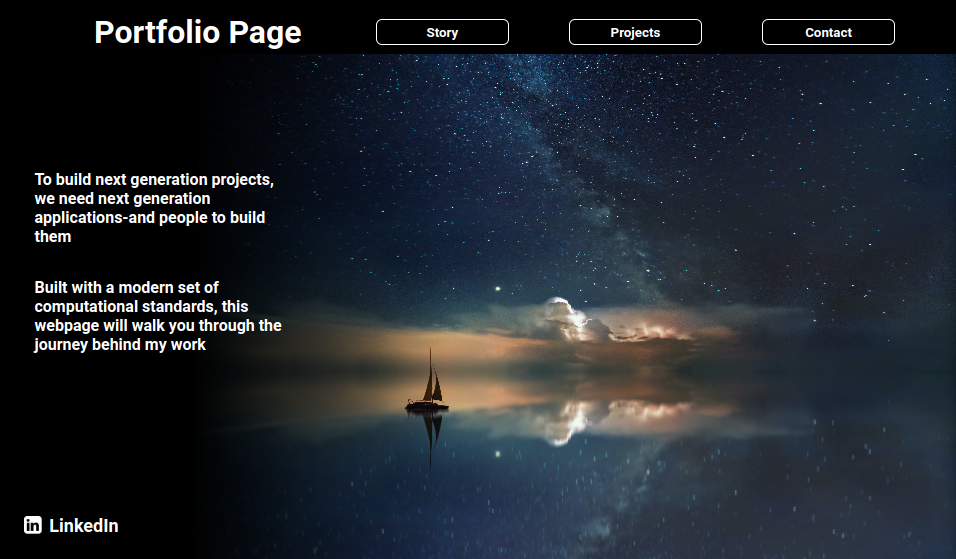 Portfolio Page
Story
Projects
Contact
To build next generation projects,
we need next generation
applications-and people to build
them
Built with a modern set of
computational standards, this
webpage will walk you through the
journey behind my work
in LinkedIn